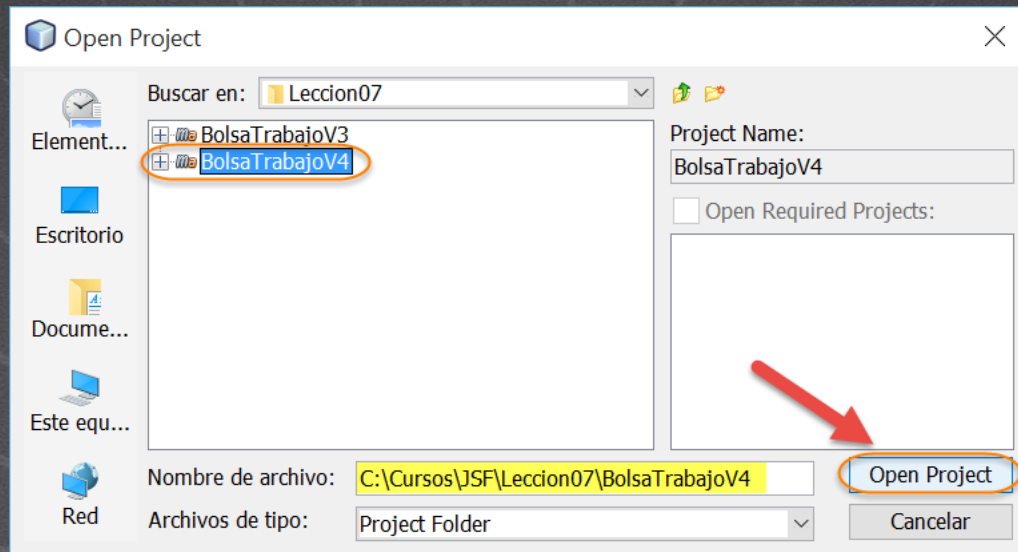 Open Project
Buscar en:
Leccion07
Element...
Escritorio
Docume...
Este equ...
Red
BolsaTrabajoV3
BolsaTrabajoV4
Project Name:
BolsaTrabajoV4
Open Required Projects:
Nombre de archivo:
C:\Cursos\JSF\Leccion07\BolsaTrabajoV4
Open Project
Archivos de tipo:
Project Folder
Cancelar